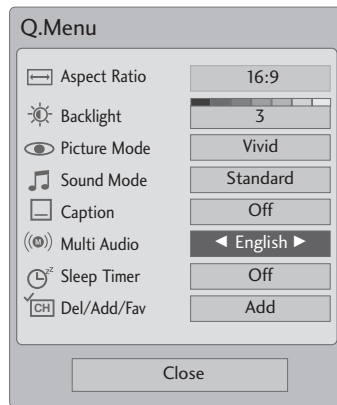 Q.Menu
Aspect Ratio 16:9
Backlight 3
Picture Mode Vivid
Sound Mode Standard
Caption Off
Multi Audio ◀ English ▶
Sleep Timer Off
Del/Add/Fav Add
Close